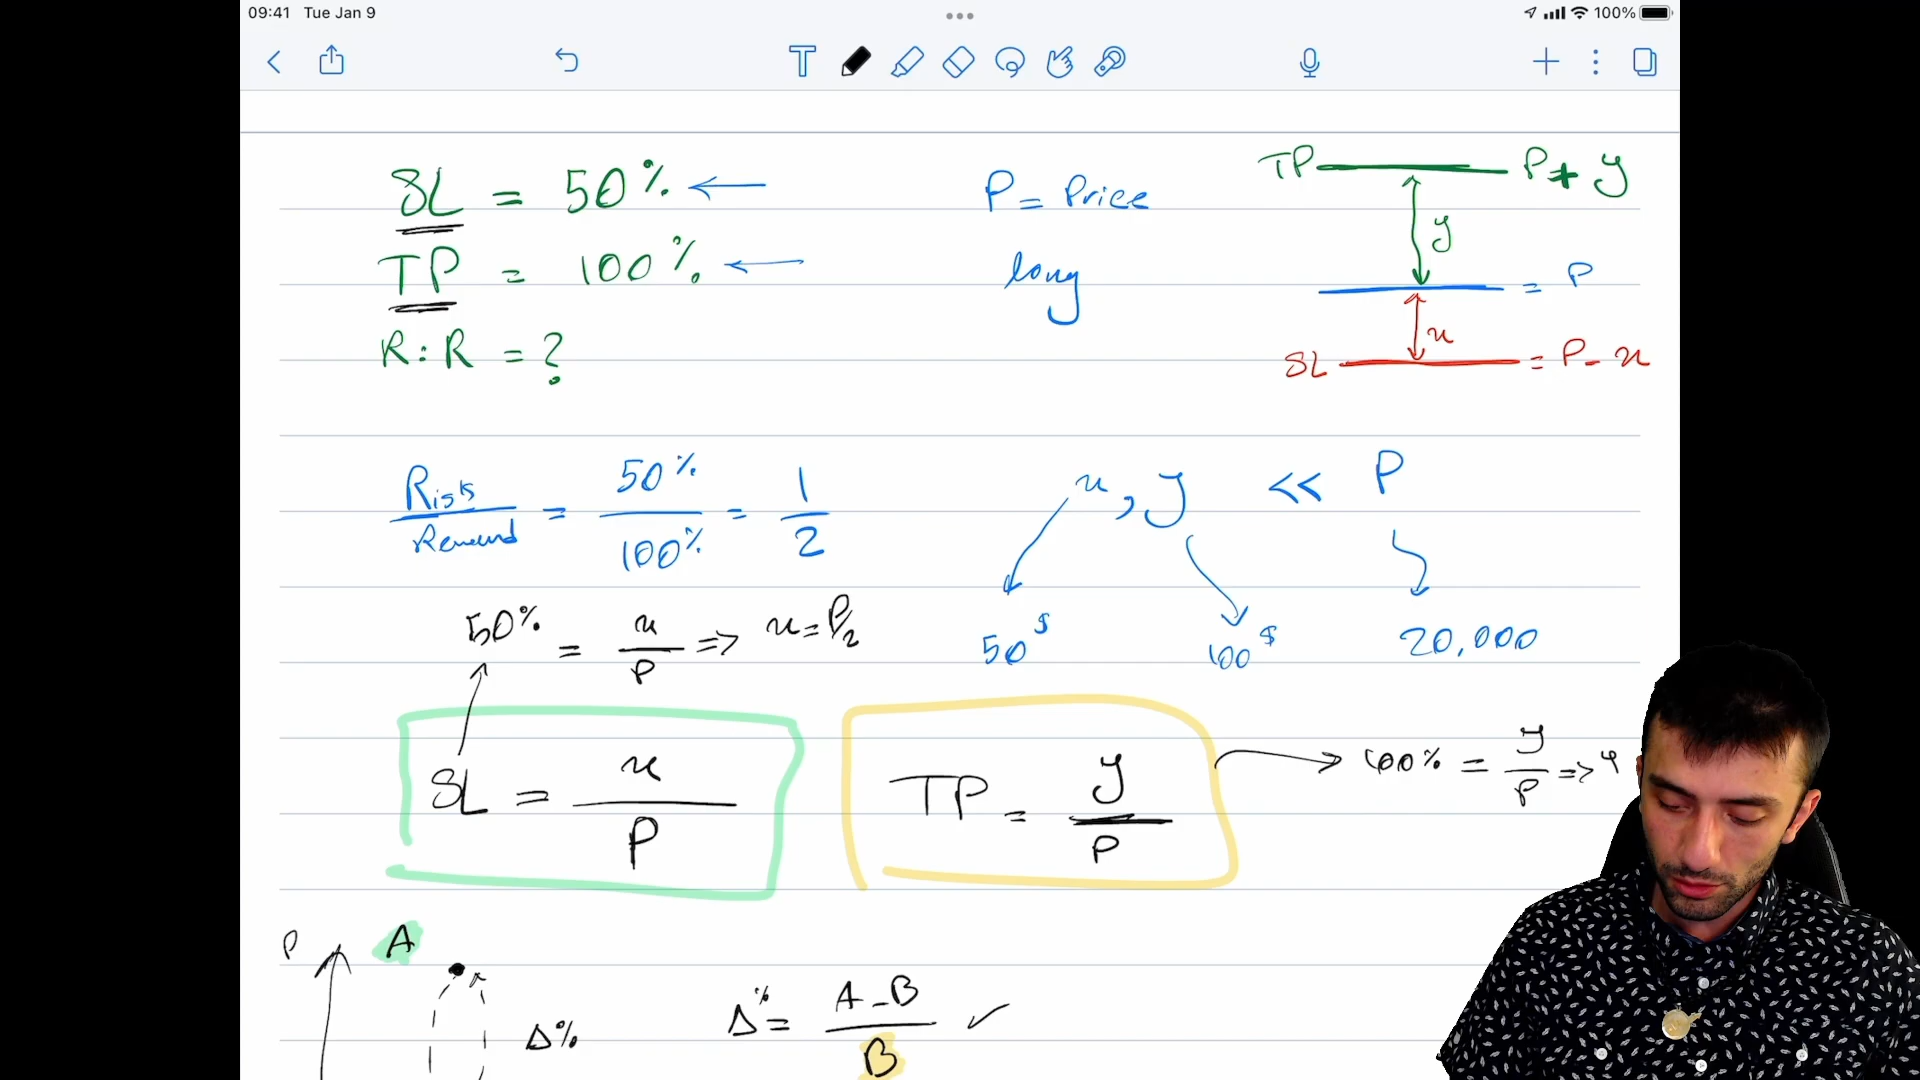 09:41 Tue Jan 9
100%
SL = 50% ←
TP = 100% ←
R:R = ?
P = Price
long
TP P + y
y
= P
x
SL = P - x
Risk / Reward = 50% / 100% = 1 / 2
x, y << P
50$ 100$ 20,000
50% = x / P => x = P/2
SL = x / P
TP = y / P
100% = y / P =>
P A
Δ%
Δ% = A - B / B ✓